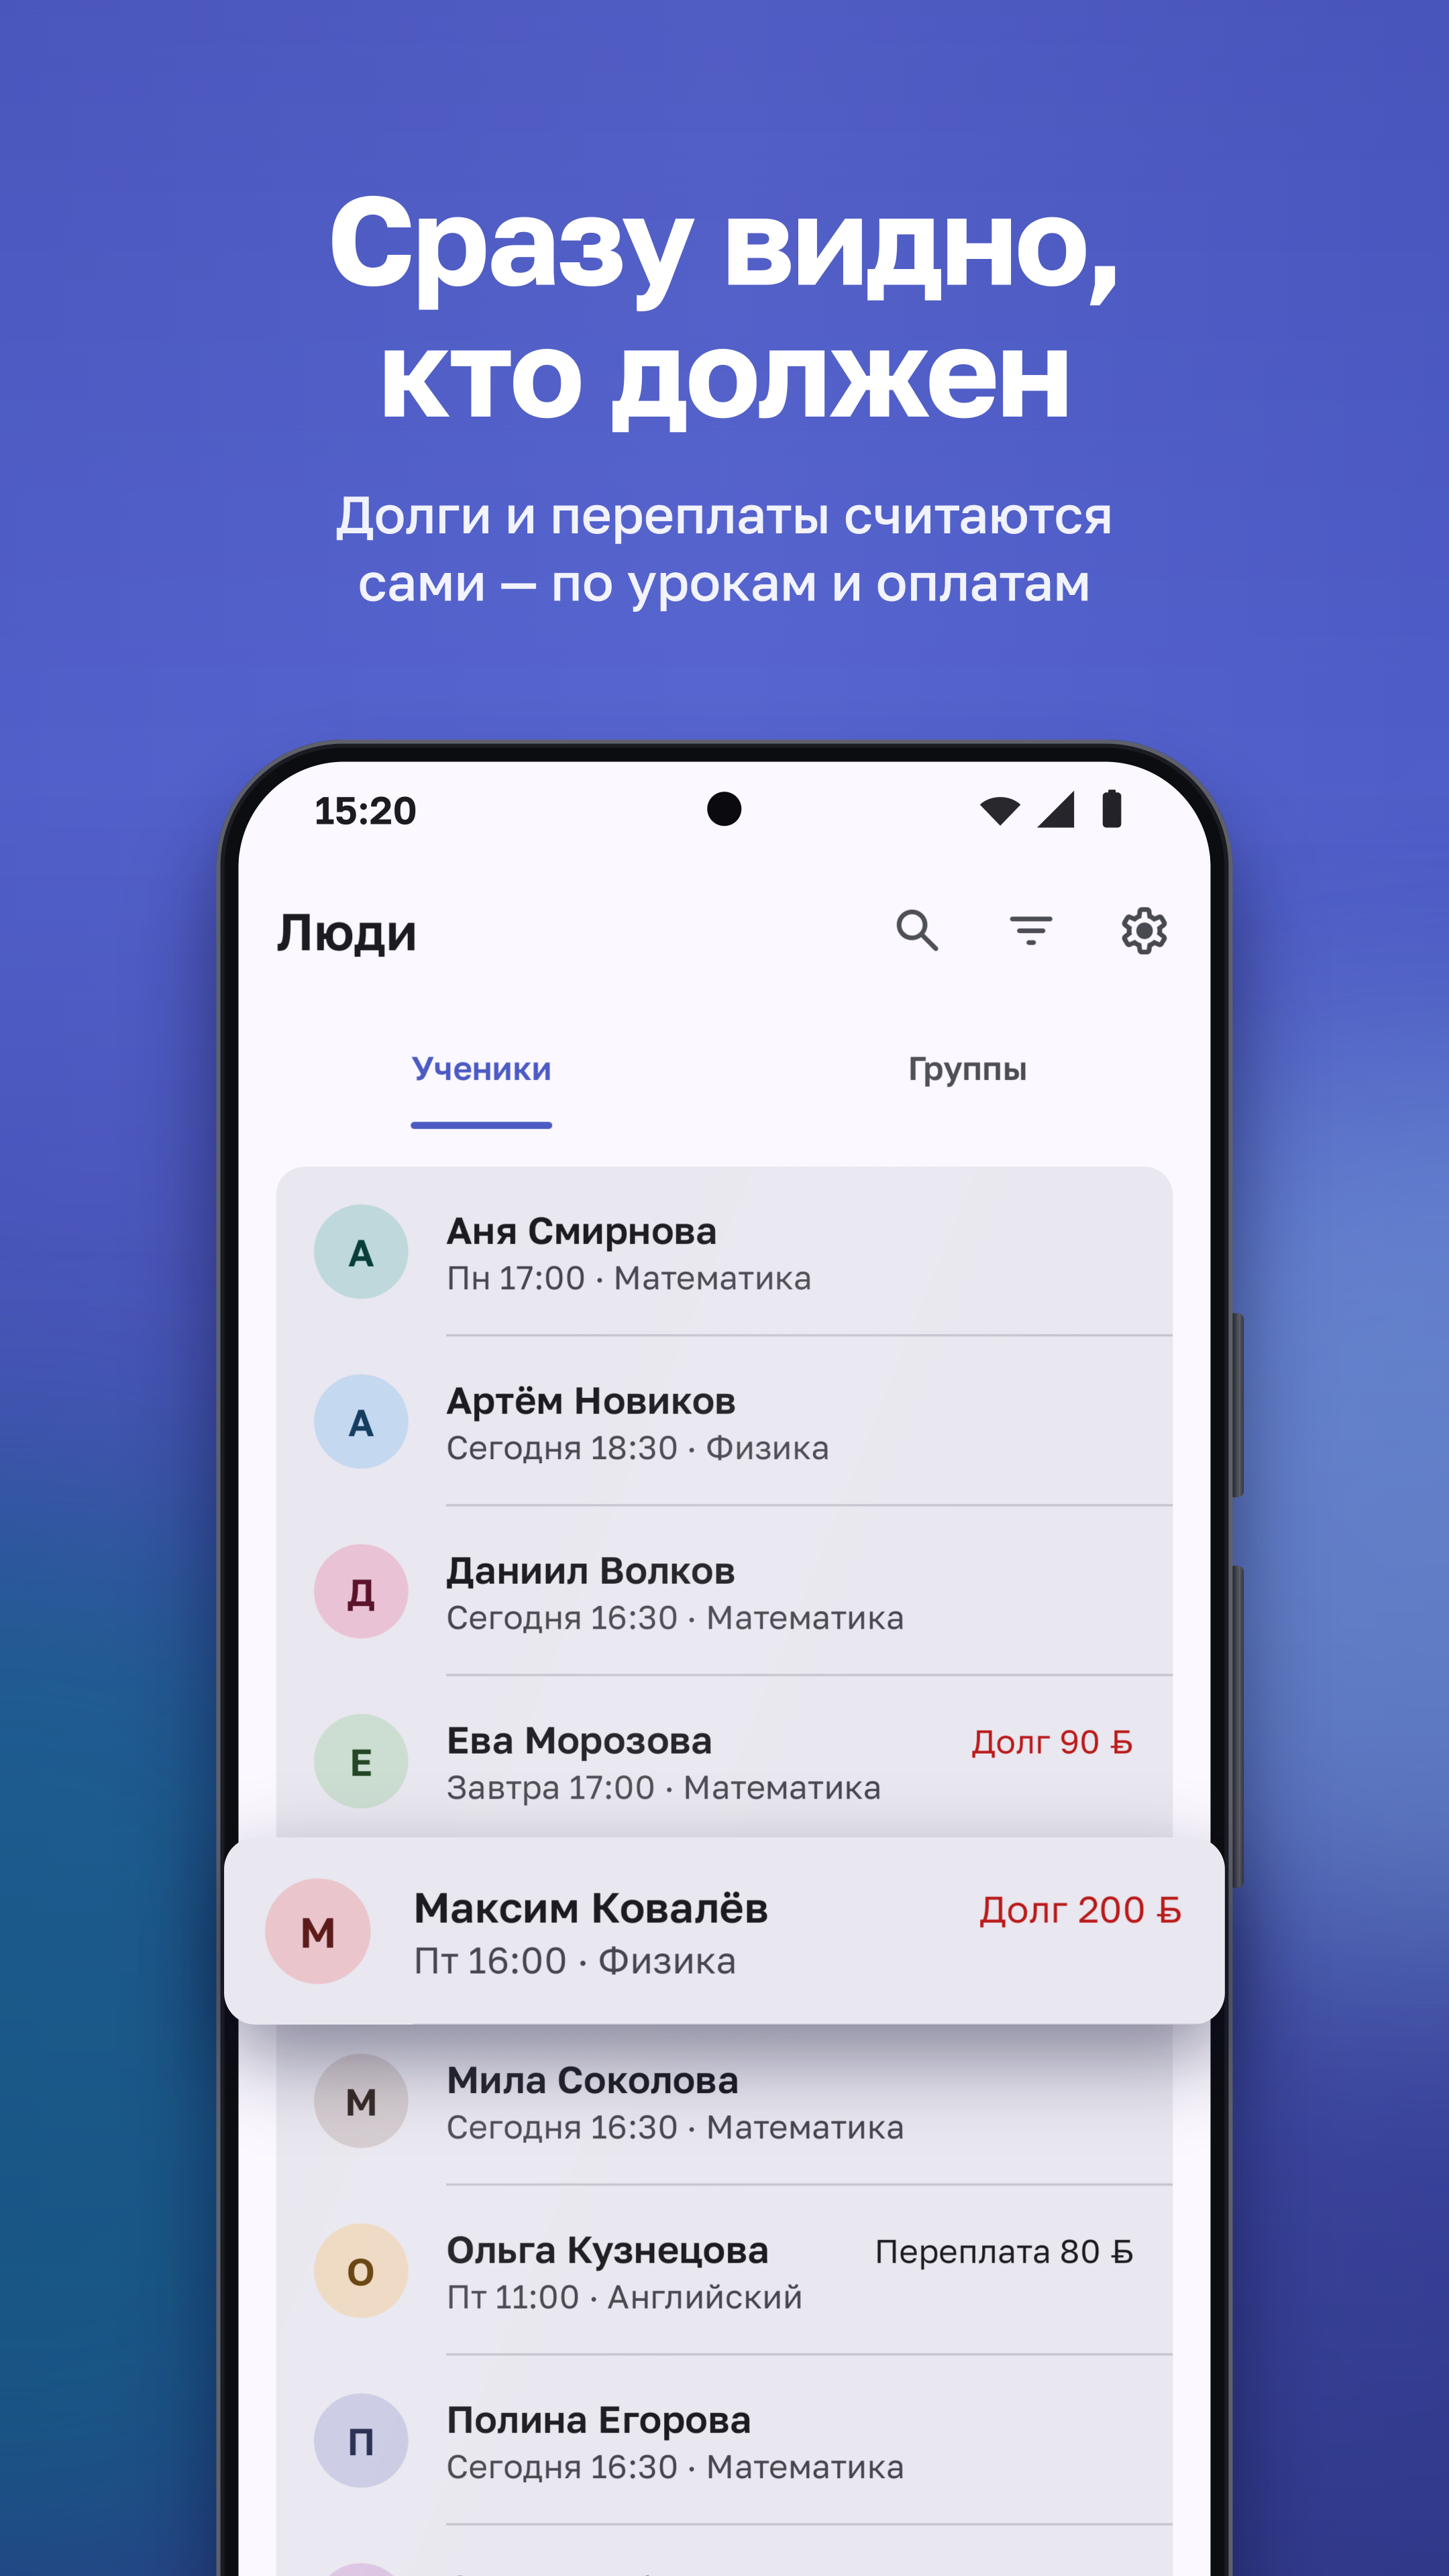 Сразу видно,
кто должен
Долги и переплаты считаются
сами — по урокам и оплатам
15:20
Люди
Ученики
Группы
А
Аня Смирнова
Пн 17:00 · Математика
А
Артём Новиков
Сегодня 18:30 · Физика
Д
Даниил Волков
Сегодня 16:30 · Математика
Е
Ева Морозова
Долг 90 Ƃ
Завтра 17:00 · Математика
М
Максим Ковалёв
Долг 200 Ƃ
Пт 16:00 · Физика
М
Мила Соколова
Сегодня 16:30 · Математика
О
Ольга Кузнецова
Переплата 80 Ƃ
Пт 11:00 · Английский
П
Полина Егорова
Сегодня 16:30 · Математика